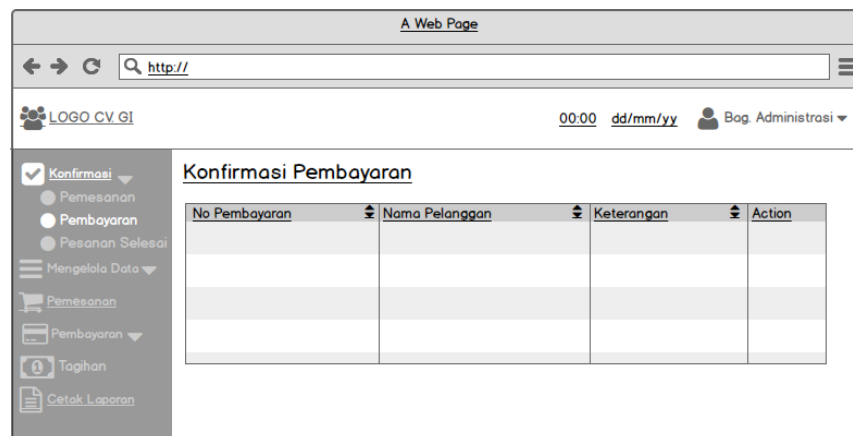 A Web Page
http://
LOGO CV. GI
00:00 dd/mm/yy Bag. Administrasi
Konfirmasi
Pemesanan
Pembayaran
Pesanan Selesai
Mengelola Data
Pemesanan
Pembayaran
1 Tagihan
Cetak Laporan
Konfirmasi Pembayaran
No Pembayaran Nama Pelanggan Keterangan Action